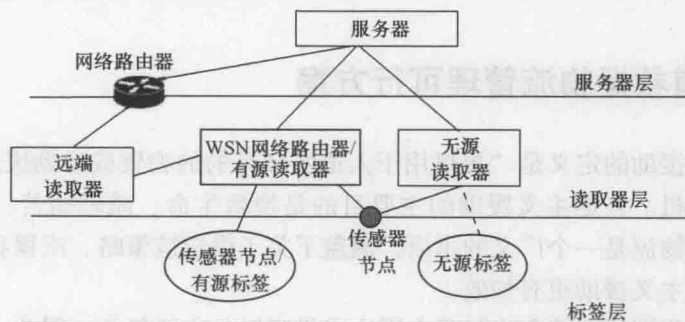 服务器
网络路由器
服务器层
远端
读取器
WSN网络路由器/
有源读取器
无源
读取器
读取器层
传感器
节点
传感器节点/
有源标签
无源标签
标签层